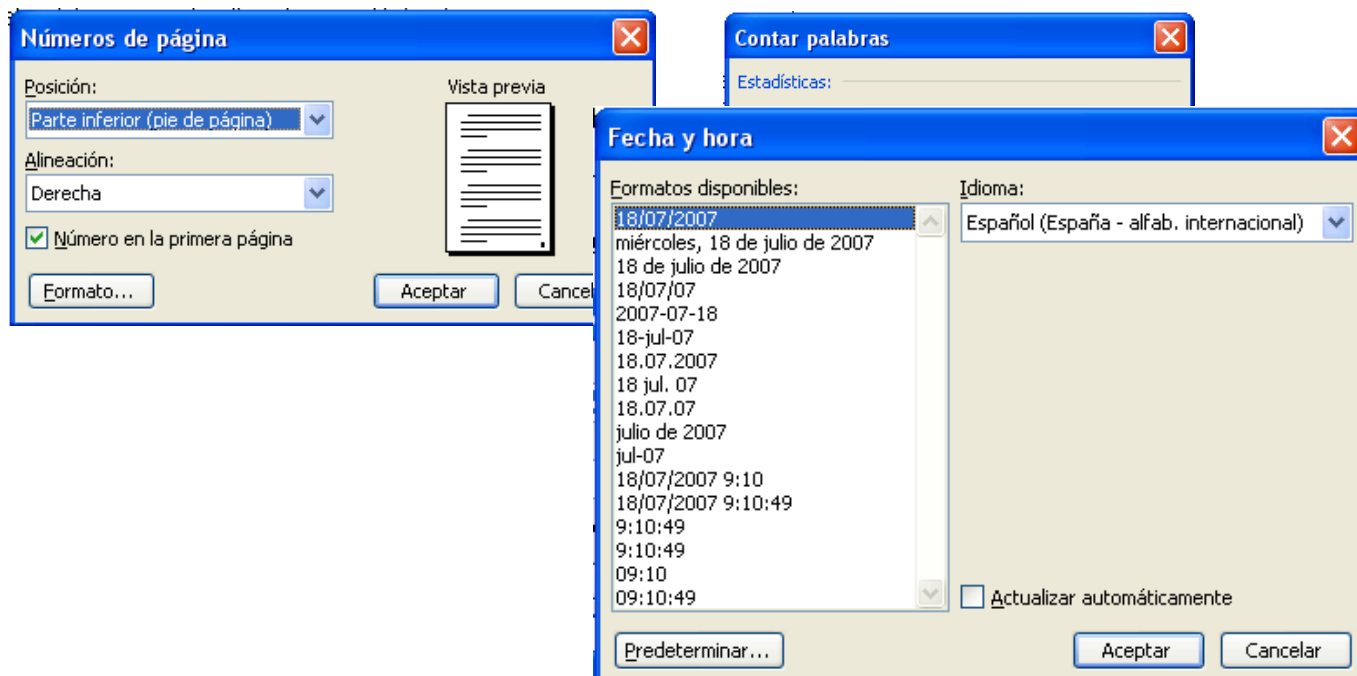 Números de página
Posición:
Vista previa
Parte inferior (pie de página)
Alineación:
Derecha
Número en la primera página
Formato...
Aceptar
Contar palabras
Estadísticas:
Fecha y hora
Formatos disponibles:
Idioma:
18/07/2007
Español (España - alfab. internacional)
miércoles, 18 de julio de 2007
18 de julio de 2007
18/07/07
2007-07-18
18-jul-07
18.07.2007
18 jul. 07
18.07.07
julio de 2007
jul-07
18/07/2007 9:10
18/07/2007 9:10:49
9:10:49
9:10:49
09:10
09:10:49
Actualizar automáticamente
Predeterminar...
Aceptar
Cancelar